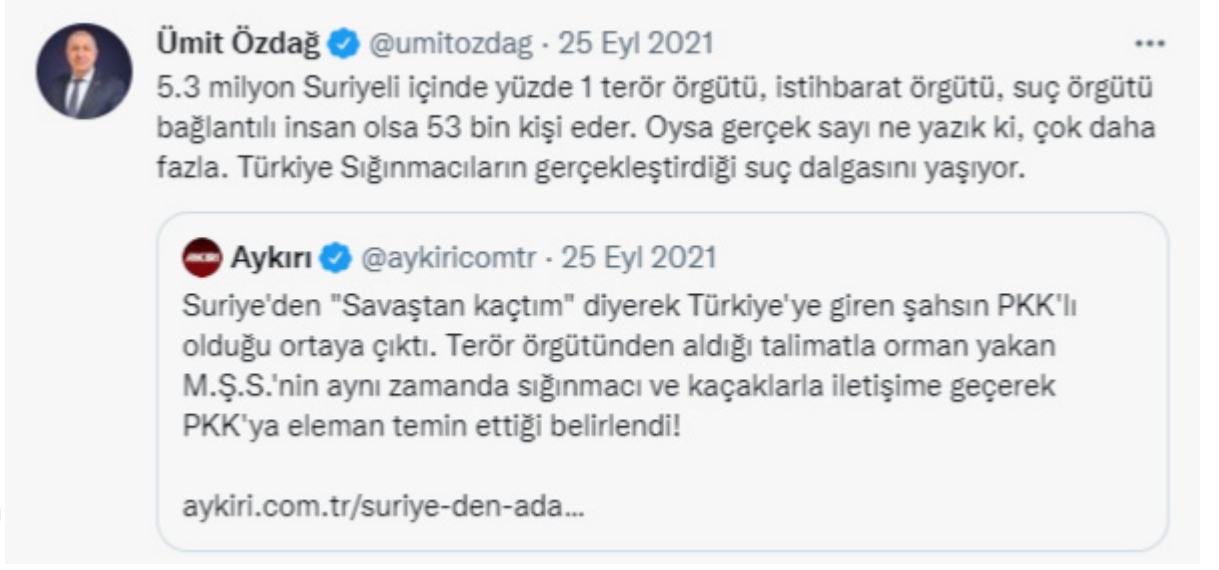 Ümit Özdağ @umitozdag · 25 Eyl 2021
5.3 milyon Suriyeli içinde yüzde 1 terör örgütü, istihbarat örgütü, suç örgütü
bağlantılı insan olsa 53 bin kişi eder. Oysa gerçek sayı ne yazık ki, çok daha
fazla. Türkiye Sığınmacıların gerçekleştirdiği suç dalgasını yaşıyor.
AYKIRI Aykırı @aykiricomtr · 25 Eyl 2021
Suriye'den "Savaştan kaçtım" diyerek Türkiye'ye giren şahsın PKK'lı
olduğu ortaya çıktı. Terör örgütünden aldığı talimatla orman yakan
M.Ş.S.'nin aynı zamanda sığınmacı ve kaçaklarla iletişime geçerek
PKK'ya eleman temin ettiği belirlendi!
aykiri.com.tr/suriye-den-ada...